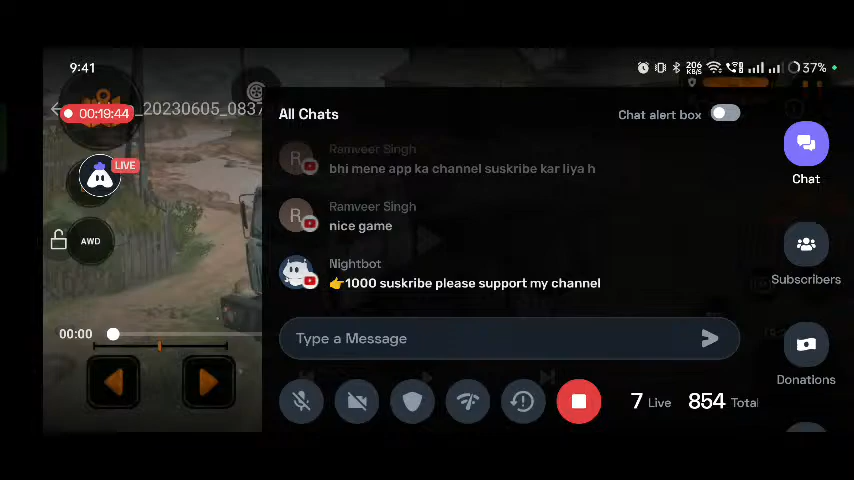 9:41
206
KB/S
37%
00:19:44
_20230605_0837
All Chats
Chat alert box
Ramveer Singh
bhi mene app ka channel suskribe kar liya h
Chat
LIVE
R
Ramveer Singh
nice game
AWD
Nightbot
👉1000 suskribe please support my channel
Subscribers
00:00
Type a Message
Donations
7 Live
854 Total